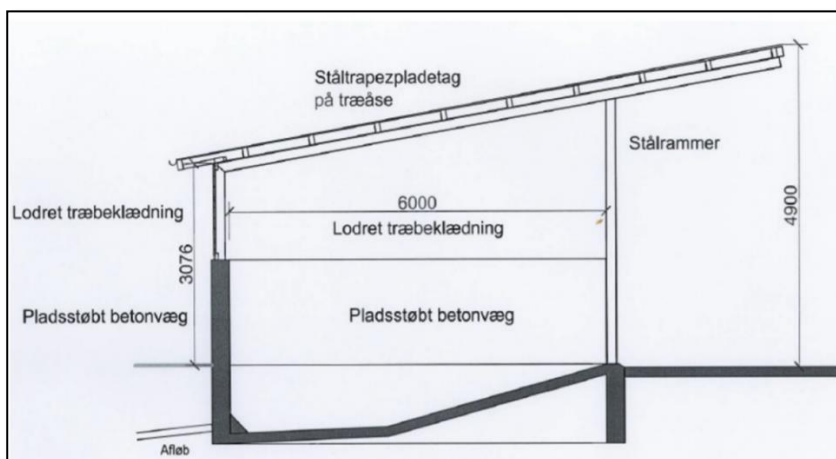 Ståltrapezpladetag
på træåse
Stålrammer
Lodret træbeklædning
6000
Lodret træbeklædning
3076
4900
Pladsstøbt betonvæg
Pladsstøbt betonvæg
Afløb